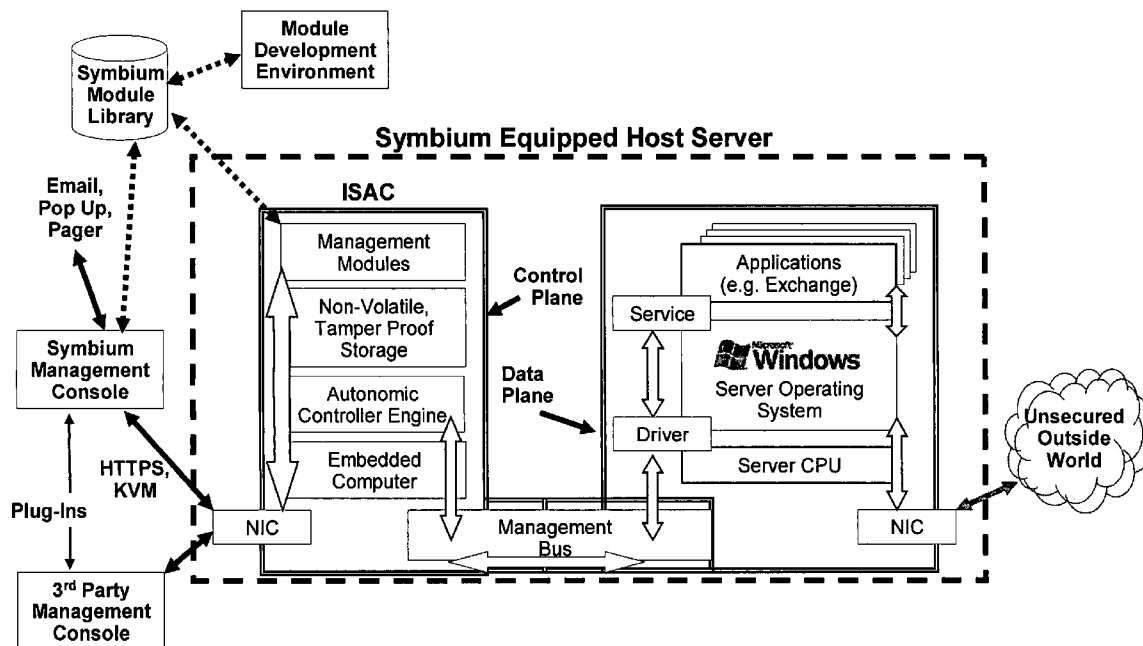 Module
Development
Environment
Symbium
Module
Library
Symbium Equipped Host Server
Email,
Pop Up,
Pager
ISAC
Management
Modules
Non-Volatile,
Tamper Proof
Storage
Autonomic
Controller Engine
Embedded
Computer
Control
Plane
Data
Plane
Applications
(e.g. Exchange)
Service
Microsoft
Windows
Server Operating
System
Driver
Server CPU
Symbium
Management
Console
HTTPS,
KVM
Plug-Ins
NIC
Management
Bus
NIC
Unsecured
Outside
World
3rd Party
Management
Console